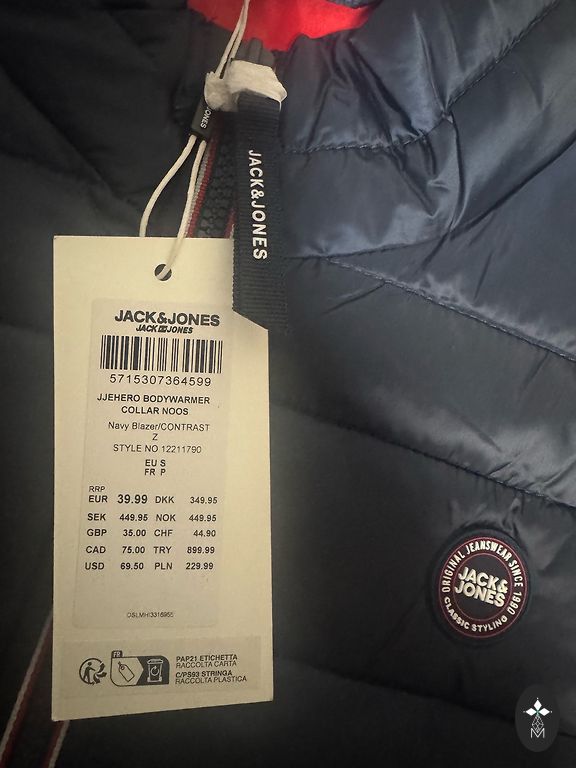 JONES
JACK&JONES
JACK&JONES
JACK JONES
5715307364599
JJEHERO BODYWARMER
COLLAR NOOS
Navy Blazer/CONTRAST
Z
STYLE NO 12211790
EU S
FR P
RRP
EUR 39.99 DKK 349.95
SEK 449.95 NOK 449.95
GBP 35.00 CHF 44.90
CAD 75.00 TRY 899.99
USD 69.50 PLN 229.99
FR
PAP21 ETICHETTA
RACCOLTA CARTA
C/PS93 STRINGA
RACCOLTA PLASTICA
ORIGINAL JEANSWEAR SINCE 1990
JACK&
JONES
CLASSIC STYLING
M